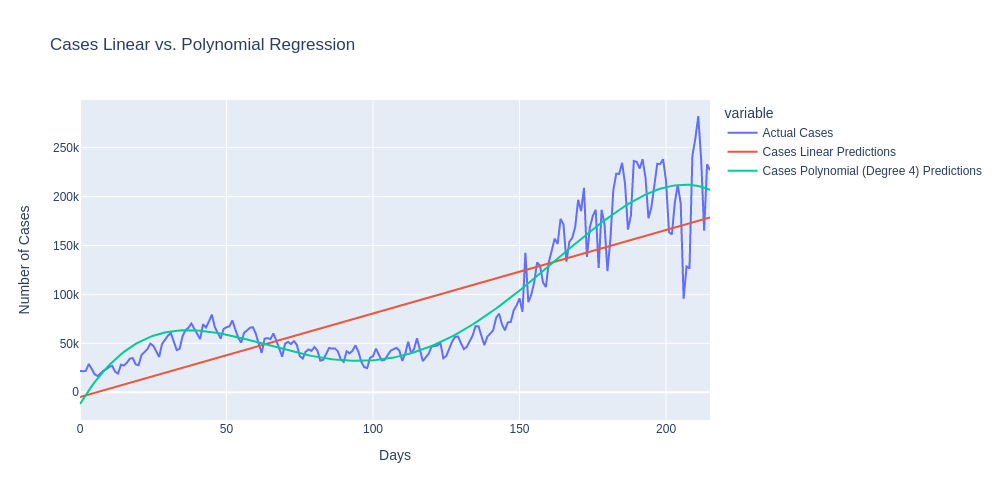 Cases Linear vs. Polynomial Regression
variable
Actual Cases
Cases Linear Predictions
Cases Polynomial (Degree 4) Predictions
Number of Cases
250k
200k
150k
100k
50k
0
0 50 100 150 200
Days